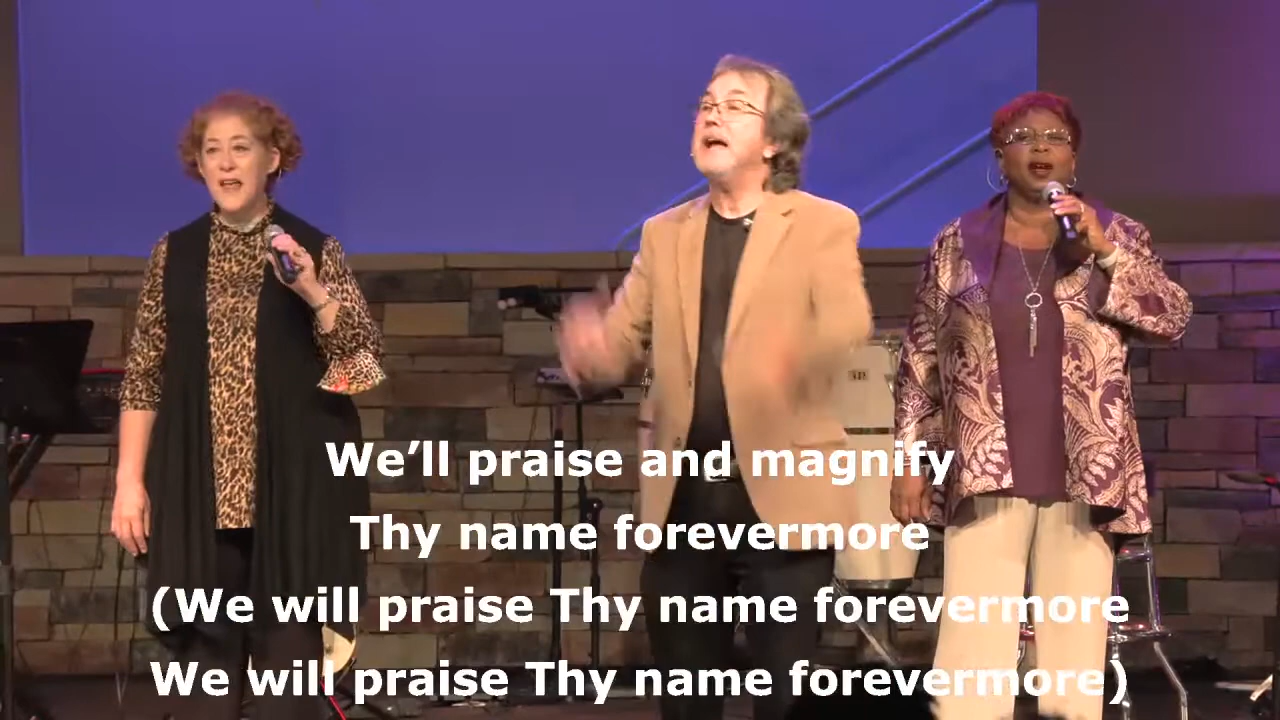 We’ll praise and magnify
Thy name forevermore
(We will praise Thy name forevermore
We will praise Thy name forevermore)